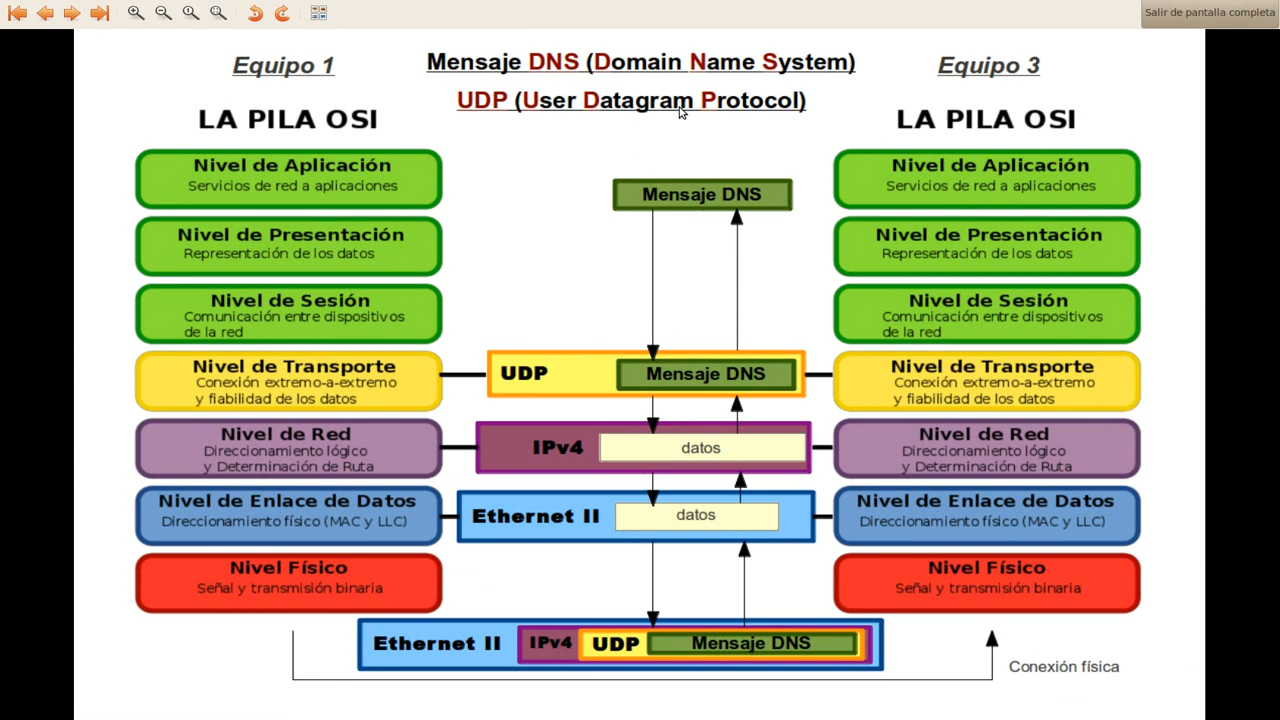 Salir de pantalla completa
Equipo 1
Mensaje DNS (Domain Name System)
UDP (User Datagram Protocol)
Equipo 3
LA PILA OSI
Nivel de Aplicación
Servicios de red a aplicaciones
Nivel de Presentación
Representación de los datos
Nivel de Sesión
Comunicación entre dispositivos
de la red
Nivel de Transporte
Conexión extremo-a-extremo
y fiabilidad de los datos
Nivel de Red
Direccionamiento lógico
y Determinación de Ruta
Nivel de Enlace de Datos
Direccionamiento físico (MAC y LLC)
Nivel Físico
Señal y transmisión binaria
Mensaje DNS
UDP
Mensaje DNS
IPv4
datos
Ethernet II
datos
Ethernet II
IPv4
UDP
Mensaje DNS
LA PILA OSI
Nivel de Aplicación
Servicios de red a aplicaciones
Nivel de Presentación
Representación de los datos
Nivel de Sesión
Comunicación entre dispositivos
de la red
Nivel de Transporte
Conexión extremo-a-extremo
y fiabilidad de los datos
Nivel de Red
Direccionamiento lógico
y Determinación de Ruta
Nivel de Enlace de Datos
Direccionamiento físico (MAC y LLC)
Nivel Físico
Señal y transmisión binaria
Conexión física